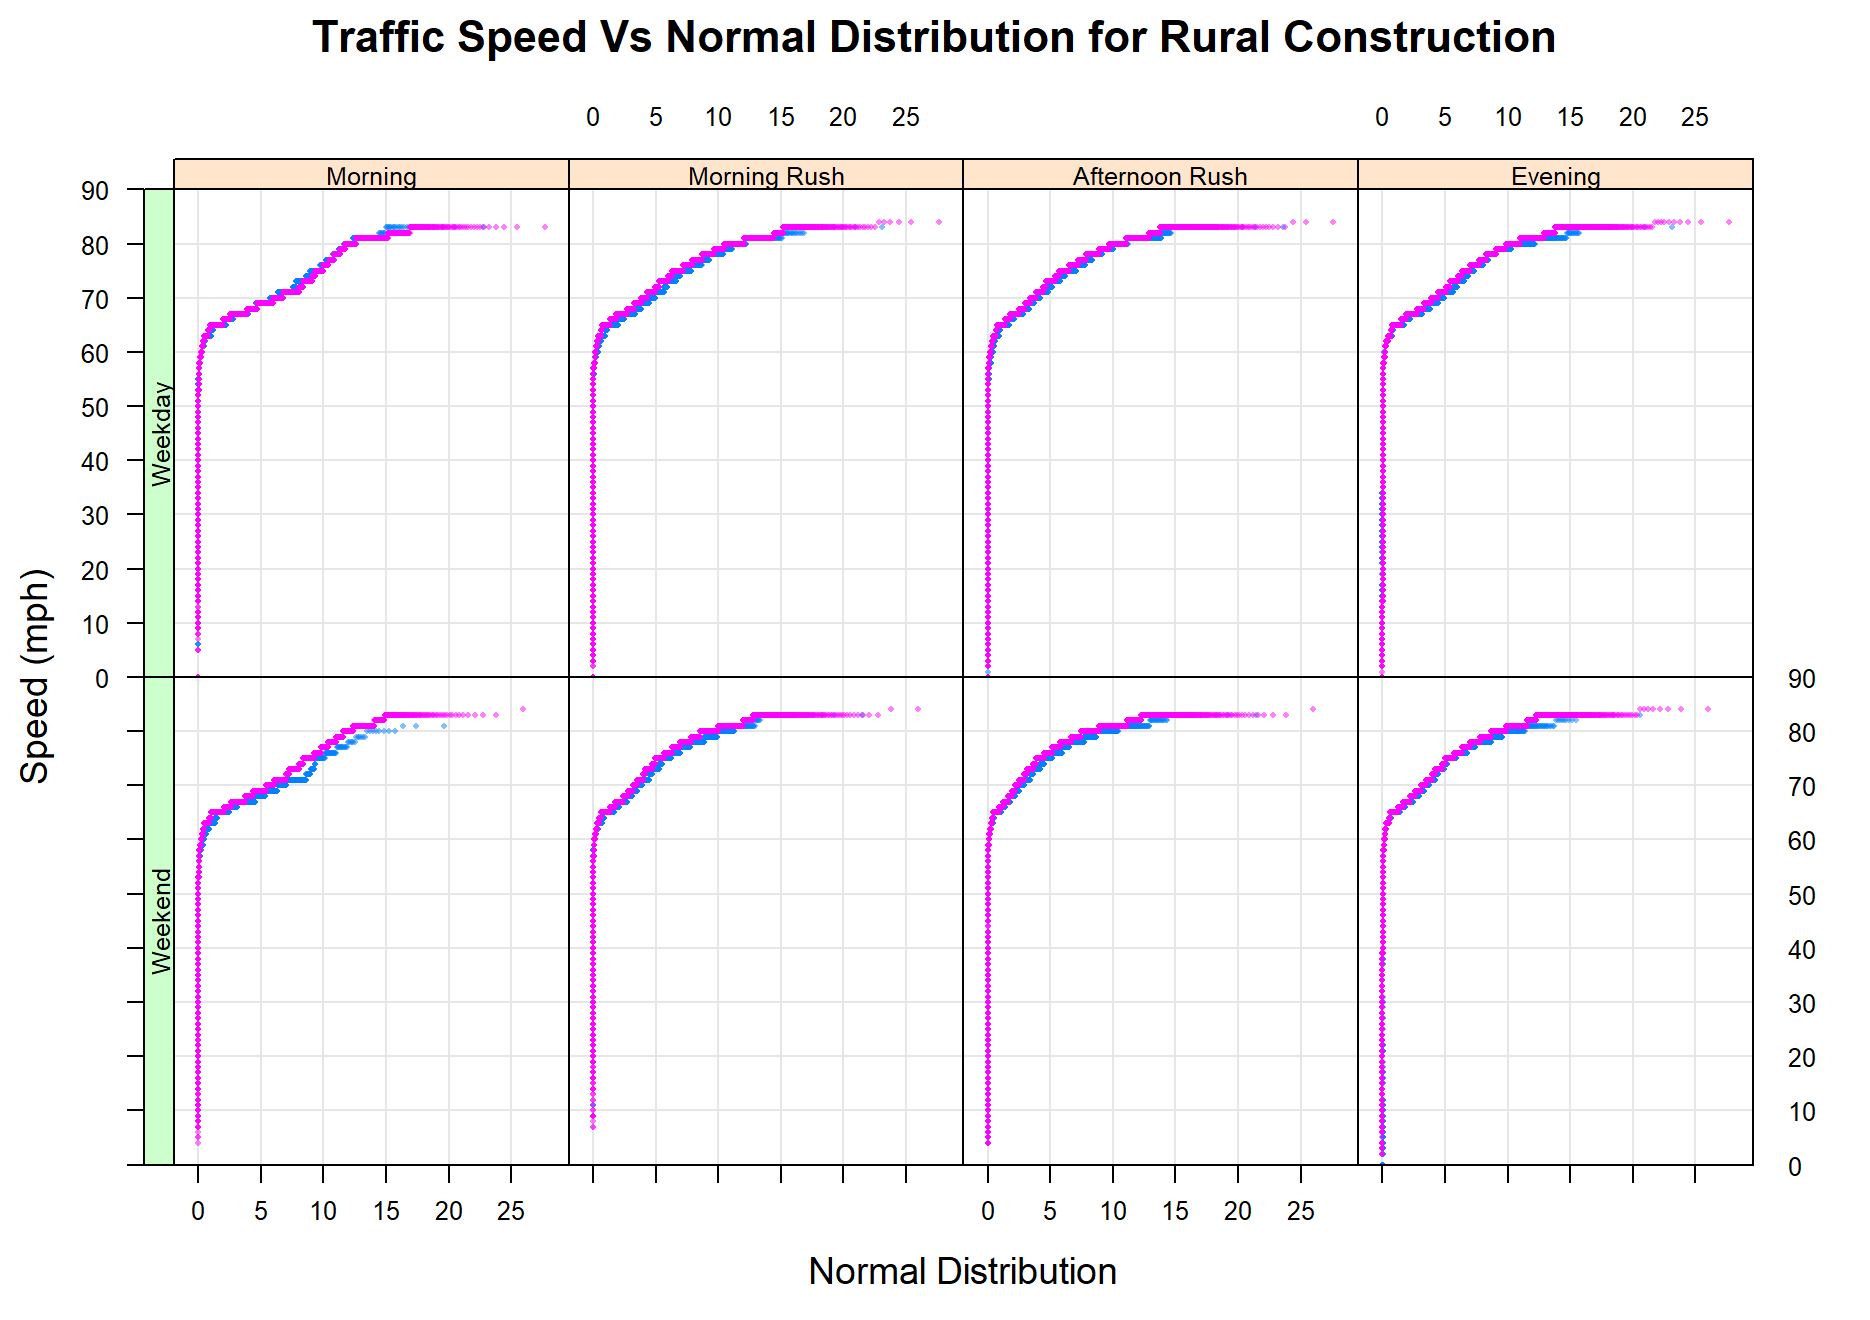 Traffic Speed Vs Normal Distribution for Rural Construction
0 5 10 15 20 25 0 5 10 15 20 25
Morning Morning Rush Afternoon Rush Evening
Speed (mph)
Weekday
90
80
70
60
50
40
30
20
10
0
Weekend
90
80
70
60
50
40
30
20
10
0
0 5 10 15 20 25 0 5 10 15 20 25
Normal Distribution